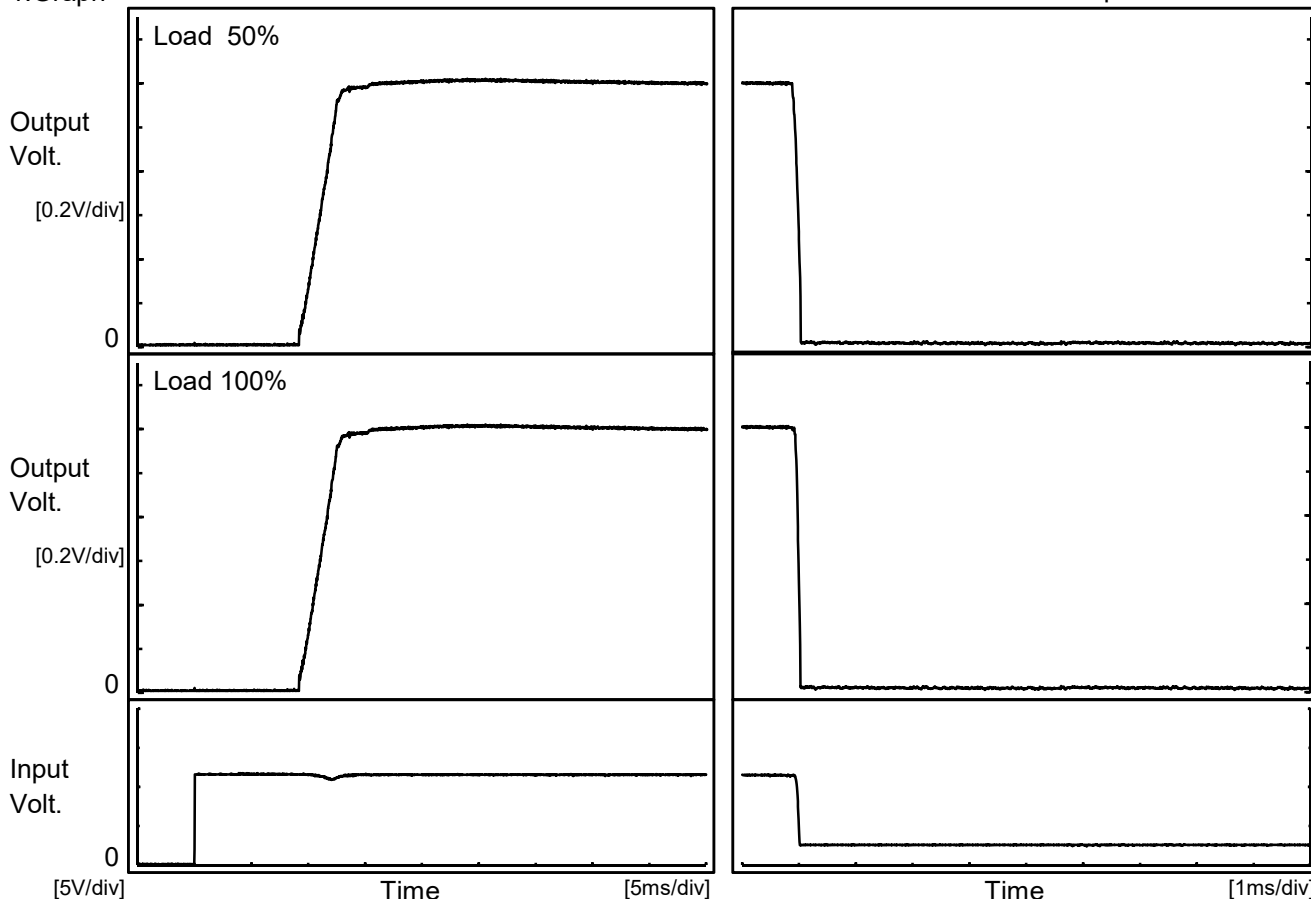 Load 50%
Output
Volt.
[0.2V/div]
0
Load 100%
Output
Volt.
[0.2V/div]
0
Input
Volt.
0
[5V/div]
Time
[5ms/div]
Time
[1ms/div]